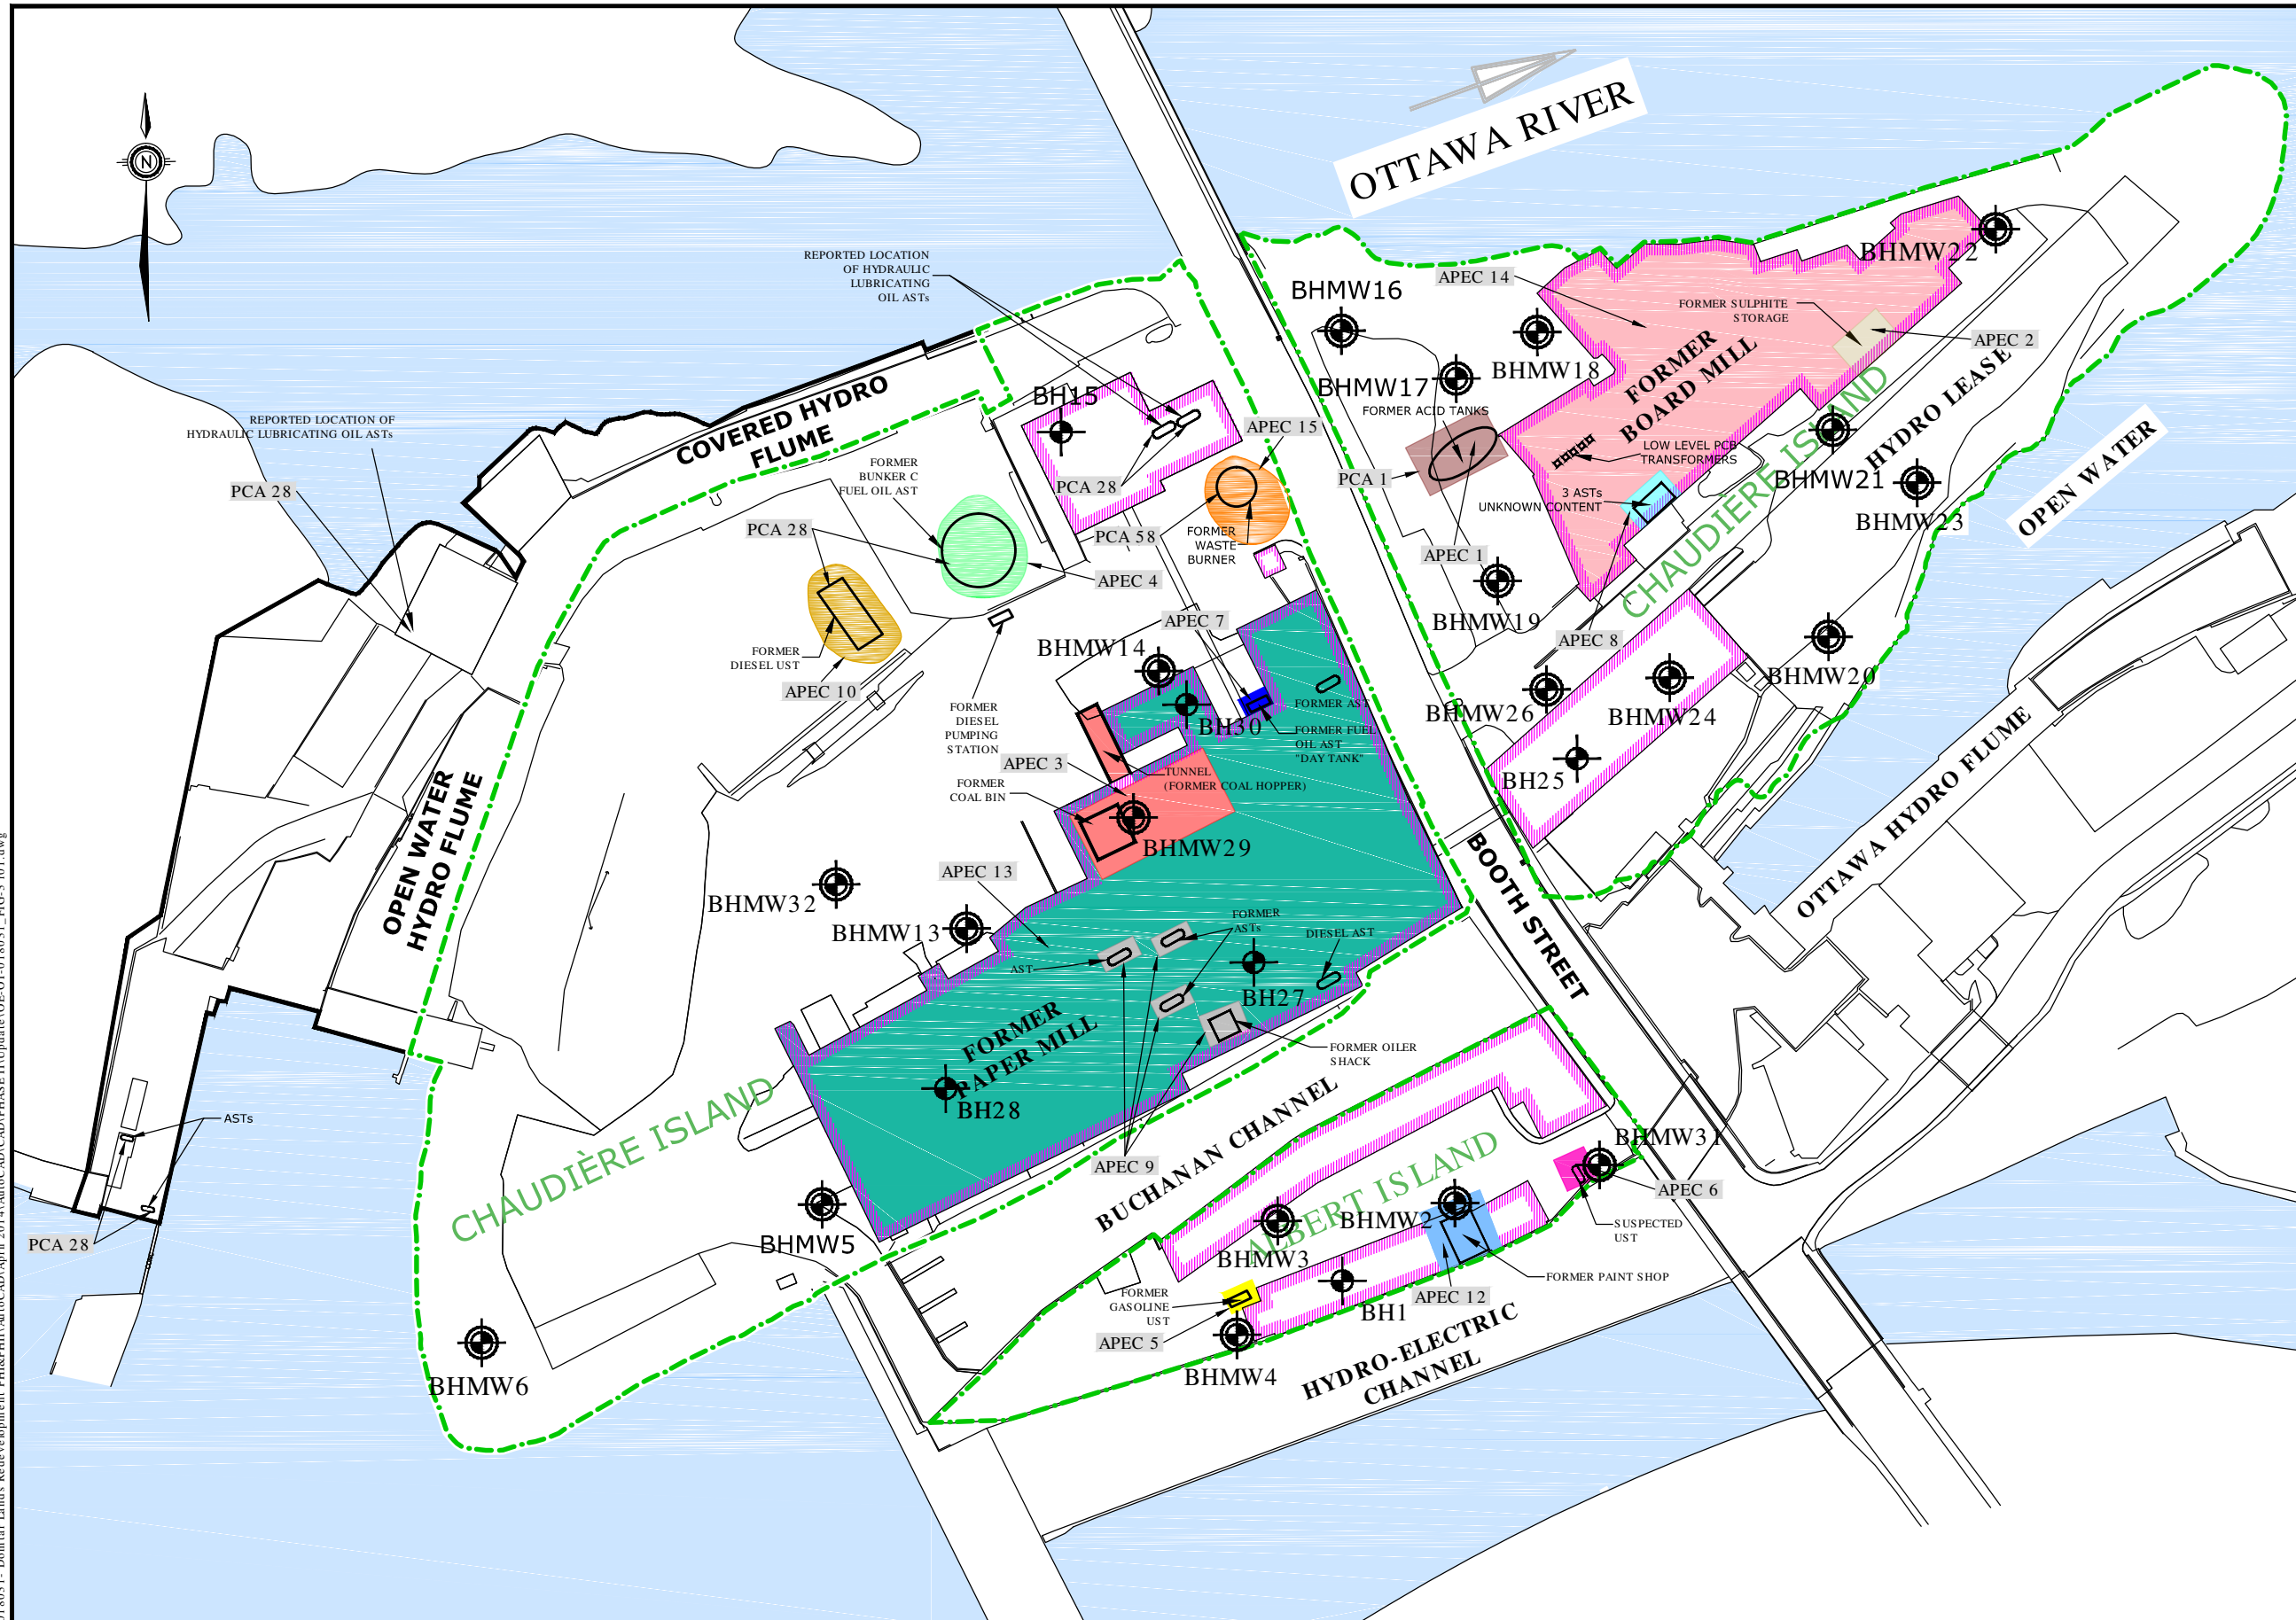 N
OTTAWA RIVER
REPORTED LOCATION
OF HYDRAULIC
LUBRICATING
OIL ASTs
BHMW22
APEC 14
BHMW16
FORMER SULPHITE
STORAGE
APEC 2
BHMW18
BHMW17
FORMER ACID TANKS
FORMER
BOARD MILL
HYDRO LEASE
CHAUDIÈRE ISLAND
OPEN WATER
BH15
COVERED HYDRO
FLUME
REPORTED LOCATION OF
HYDRAULIC LUBRICATING OIL ASTs
PCA 28
APEC 15
LOW LEVEL PCB
TRANSFORMERS
BHMW21
BHMW23
FORMER
BUNKER C
FUEL OIL AST
PCA 28
PCA 1
3 ASTs
UNKNOWN CONTENT
PCA 28
PCA 58
FORMER
WASTE
BURNER
APEC 1
APEC 4
BHMW19
APEC 7
APEC 8
BHMW14
FORMER
DIESEL UST
APEC 10
BHMW20
FORMER
DIESEL
PUMPING
STATION
BH30
FORMER AST
BHMW26
BHMW24
FORMER FUEL
OIL AST
"DAY TANK"
APEC 3
TUNNEL
(FORMER COAL HOPPER)
BH25
FORMER
COAL BIN
OTTAWA HYDRO FLUME
OPEN WATER
HYDRO FLUME
BHMW29
BOOTH STREET
APEC 13
BHMW32
BHMW13
FORMER
ASTs
DIESEL AST
AST
BH27
FORMER
PAPER MILL
FORMER OILER
SHACK
BH28
CHAUDIÈRE ISLAND
BUCHANAN CHANNEL
ASTs
PCA 28
APEC 9
BHMW31
ALBERT ISLAND
APEC 6
BHMW2
SUSPECTED
UST
BHMW5
BHMW3
FORMER PAINT SHOP
FORMER
GASOLINE
UST
APEC 12
BH1
APEC 5
BHMW4
HYDRO-ELECTRIC
CHANNEL
BHMW6